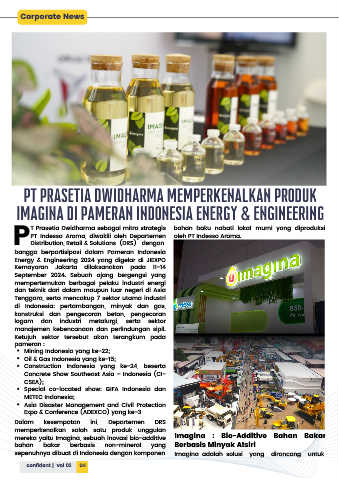 Corporate News
IMAGINA
PT PRASETIA DWIDHARMA MEMPERKENALKAN PRODUK
IMAGINA DI PAMERAN INDONESIA ENERGY & ENGINEERING
PT Prasetia Dwidharma sebagai mitra strategis
PT Indesso Aroma, diwakili oleh Departemen
Distribution, Retail & Solutions (DRS) dengan
bangga berpartisipasi dalam Pameran Indonesia
Energy & Engineering 2024 yang digelar di JIEXPO
Kemayoran Jakarta dilaksanakan pada 11-14
September 2024. Sebuah ajang bergengsi yang
mempertemukan berbagai pelaku industri energi
dan teknik dari dalam maupun luar negeri di Asia
Tenggara, serta mencakup 7 sektor utama industri
di Indonesia: pertambangan, minyak dan gas,
konstruksi dan pengecoran beton, pengecoran
logam dan industri metalurgi, serta sektor
manajemen kebencanaan dan perlindungan sipil.
Ketujuh sektor tersebut akan terangkum pada
pameran :
• Mining Indonesia yang ke-22;
• Oil & Gas Indonesia yang ke-13;
• Construction Indonesia yang ke-24, beserta
Concrete Show Southeast Asia – Indonesia (CI-
CSEA);
• Special co-located show: GIFA Indonesia dan
METEC Indonesia;
• Asia Disaster Management and Civil Protection
Expo & Conference (ADEXCO) yang ke-3
Dalam kesempatan ini, Departemen DRS
memperkenalkan salah satu produk unggulan
mereka yaitu Imagina, sebuah inovasi bio-additive
bahan bakar berbasis non-mineral yang
sepenuhnya dibuat di Indonesia dengan komponen
bahan baku nabati lokal murni yang diproduksi
oleh PT Indesso Aroma.
imagina
Imagina : Bio-Additive Bahan Bakar
Berbasis Minyak Atsiri
Imagina adalah solusi yang dirancang untuk
confident | vol 03